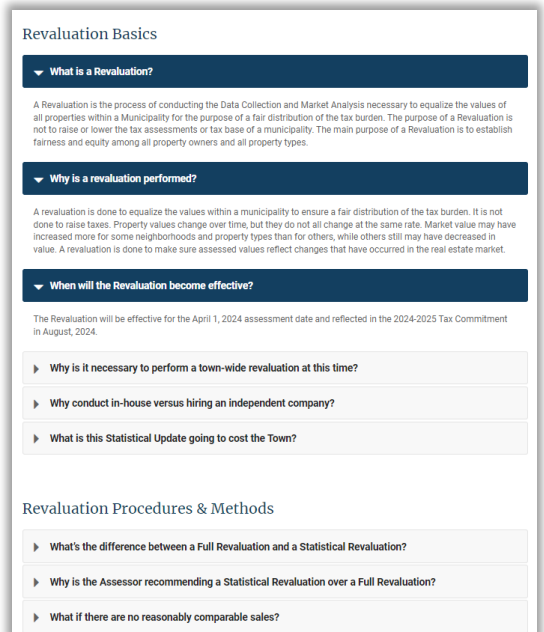 Revaluation Basics
What is a Revaluation?
A Revaluation is the process of conducting the Data Collection and Market Analysis necessary to equalize the values of
all properties within a Municipality for the purpose of a fair distribution of the tax burden. The purpose of a Revaluation is
not to raise or lower the tax assessments or tax base of a municipality. The main purpose of a Revaluation is to establish
fairness and equity among all property owners and all property types.
Why is a revaluation performed?
A revaluation is done to equalize the values within a municipality to ensure a fair distribution of the tax burden. It is not
done to raise taxes. Property values change over time, but they do not all change at the same rate. Market value may have
increased more for some neighborhoods and property types than for others, while others still may have decreased in
value. A revaluation is done to make sure assessed values reflect changes that have occurred in the real estate market.
When will the Revaluation become effective?
The Revaluation will be effective for the April 1, 2024 assessment date and reflected in the 2024-2025 Tax Commitment
in August, 2024.
Why is it necessary to perform a town-wide revaluation at this time?
Why conduct in-house versus hiring an independent company?
What is this Statistical Update going to cost the Town?
Revaluation Procedures & Methods
What's the difference between a Full Revaluation and a Statistical Revaluation?
Why is the Assessor recommending a Statistical Revaluation over a Full Revaluation?
What if there are no reasonably comparable sales?